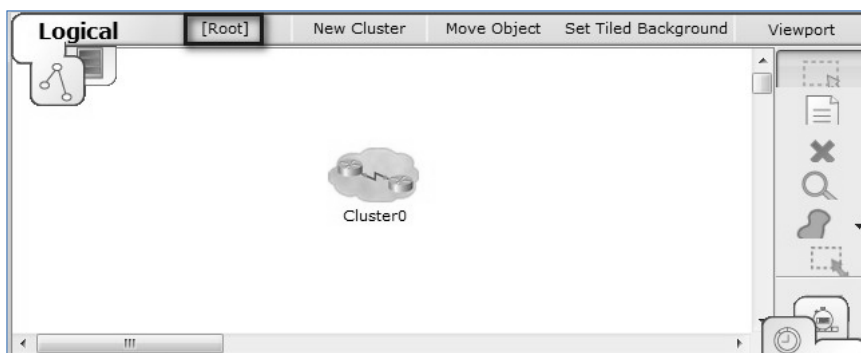 Logical [Root] New Cluster Move Object Set Tiled Background Viewport
Cluster0